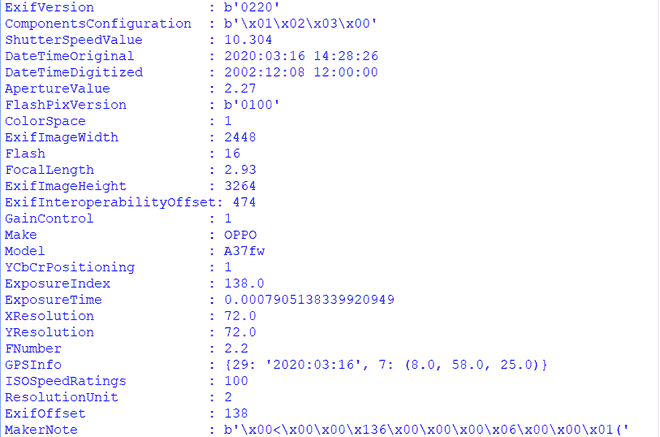 ExifVersion : b'0220'
ComponentsConfiguration : b'\x01\x02\x03\x00'
ShutterSpeedValue : 10.304
DateTimeOriginal : 2020:03:16 14:28:26
DateTimeDigitized : 2002:12:08 12:00:00
ApertureValue : 2.27
FlashPixVersion : b'0100'
ColorSpace : 1
ExifImageWidth : 2448
Flash : 16
FocalLength : 2.93
ExifImageHeight : 3264
ExifInteroperabilityOffset: 474
GainControl : 1
Make : OPPO
Model : A37fw
YCbCrPositioning : 1
ExposureIndex : 138.0
ExposureTime : 0.0007905138339920949
XResolution : 72.0
YResolution : 72.0
FNumber : 2.2
GPSInfo : {29: '2020:03:16', 7: (8.0, 58.0, 25.0)}
ISOSpeedRatings : 100
ResolutionUnit : 2
ExifOffset : 138
MakerNote : b'\x00<\x00\x00\x136\x00\x00\x00\x06\x00\x00\x01('